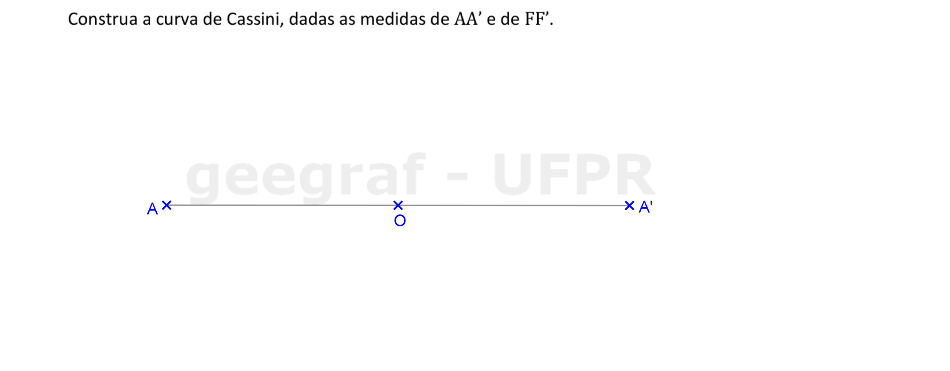 Construa a curva de Cassini, dadas as medidas de AA’ e de FF’.
geegraf - UFPR
A A'
O